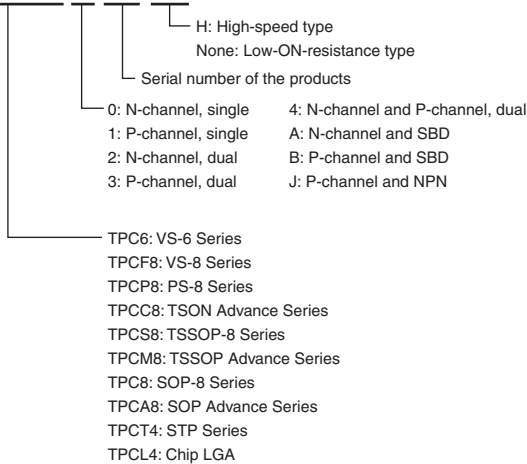 H: High-speed type
None: Low-ON-resistance type
Serial number of the products
0: N-channel, single 4: N-channel and P-channel, dual
1: P-channel, single A: N-channel and SBD
2: N-channel, dual B: P-channel and SBD
3: P-channel, dual J: P-channel and NPN
TPC6: VS-6 Series
TPCF8: VS-8 Series
TPCP8: PS-8 Series
TPCC8: TSON Advance Series
TPCS8: TSSOP-8 Series
TPCM8: TSSOP Advance Series
TPC8: SOP-8 Series
TPCA8: SOP Advance Series
TPCT4: STP Series
TPCL4: Chip LGA